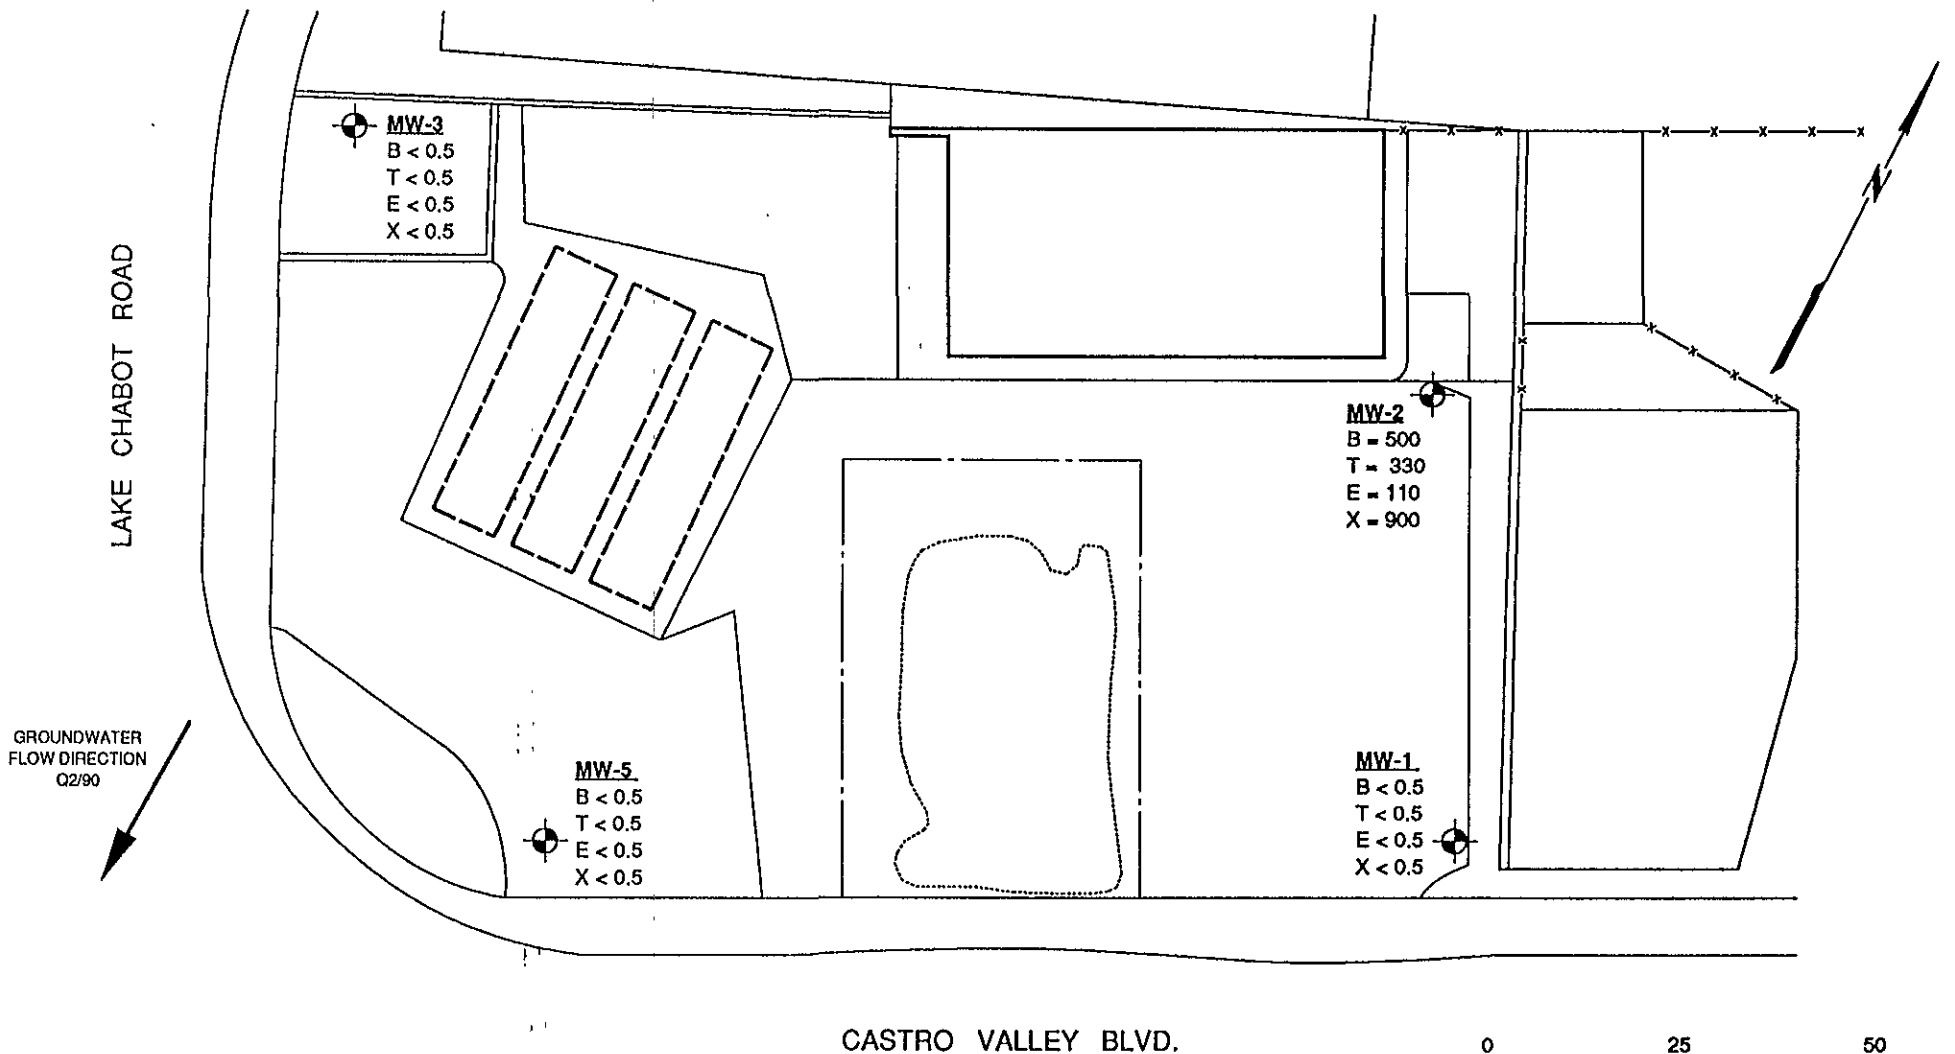 MW-3
B < 0.5
T < 0.5
E < 0.5
X < 0.5
N
LAKE CHABOT ROAD
MW-2
B = 500
T = 330
E = 110
X = 900
GROUNDWATER
FLOW DIRECTION
Q2/90
MW-5
B < 0.5
T < 0.5
E < 0.5
X < 0.5
MW-1
B < 0.5
T < 0.5
E < 0.5
X < 0.5
CASTRO VALLEY BLVD.
0 25 50